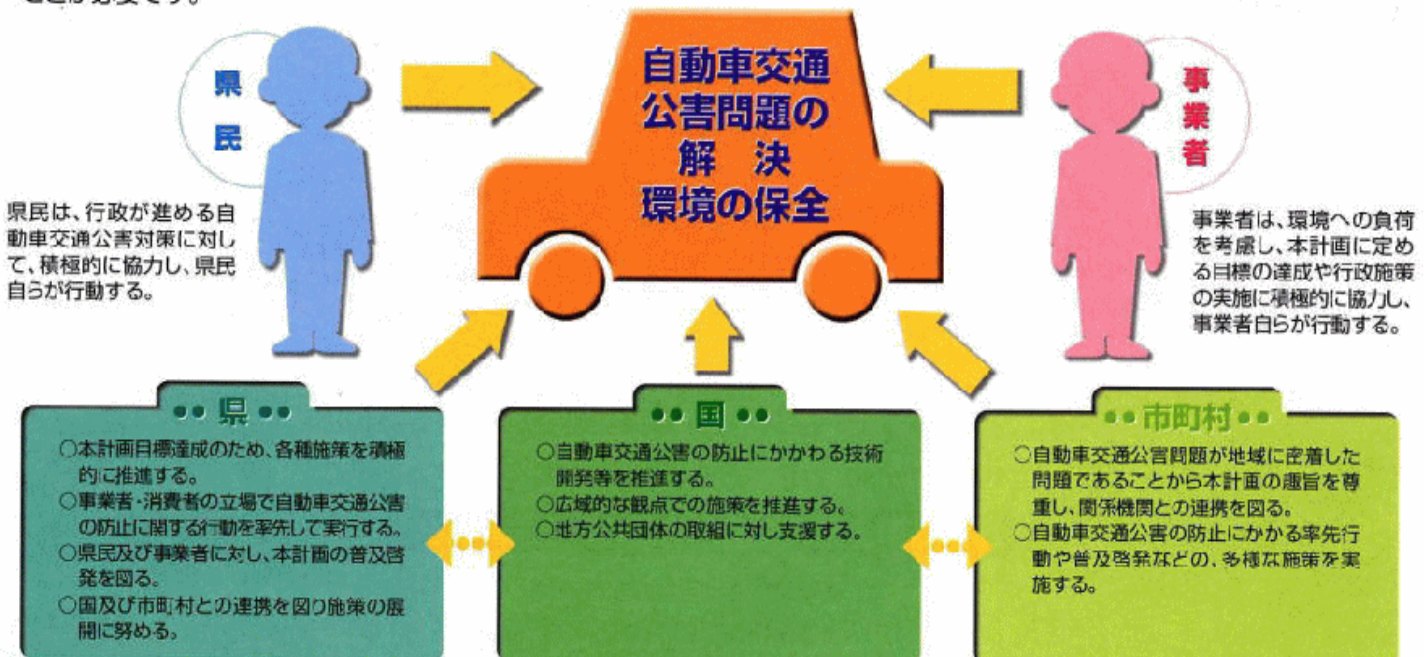 ことが必要です。
県民
自動車交通
公害問題の
解決
環境の保全
事業者
県民は、行政が進める自
動車交通公害対策に対し
て、積極的に協力し、県民
自らが行動する。
事業者は、環境への負荷
を考慮し、本計画に定め
る目標の達成や行政施策
の実施に積極的に協力し、
事業者自らが行動する。
県
○本計画目標達成のため、各種施策を積極
的に推進する。
○事業者・消費者の立場で自動車交通公害
の防止に関する行動を率先して実行する。
○県民及び事業者に対し、本計画の普及啓
発を図る。
○国及び市町村との連携を図り施策の展
開に努める。
国
○自動車交通公害の防止にかかわる技術
開発等を推進する。
○広域的な観点での施策を推進する。
○地方公共団体の取組に対し支援する。
市町村
○自動車交通公害問題が地域に密着した
問題であることから本計画の趣旨を尊
重し、関係機関との連携を図る。
○自動車交通公害の防止にかかる率先行
動や普及啓発などの、多様な施策を実
施する。